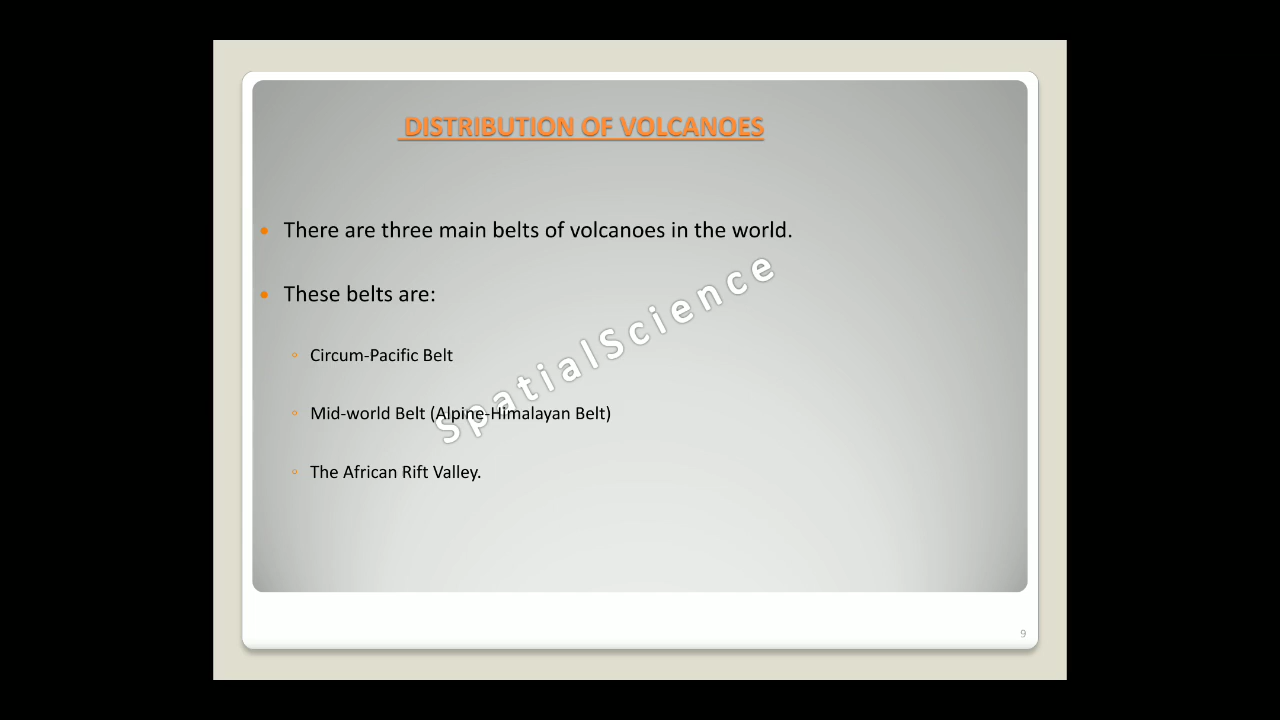 DISTRIBUTION OF VOLCANOES
• There are three main belts of volcanoes in the world.
• These belts are:
◦ Circum-Pacific Belt
◦ Mid-world Belt (Alpine-Himalayan Belt)
◦ The African Rift Valley.
SpatialScience
9